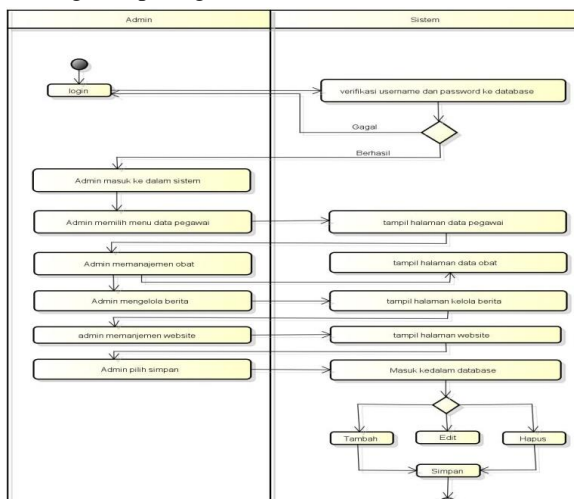 Admin
Sistem
login
verifikasi username dan password ke database
Gagal
Berhasil
Admin masuk ke dalam sistem
Admin memilih menu data pegawai
tampil halaman data pegawai
Admin memanajemen obat
tampil halaman data obat
Admin mengelola berita
tampil halaman kelola berita
admin memanjemen website
tampil halaman website
Admin pilih simpan
Masuk kedalam database
Tambah
Edit
Hapus
Simpan